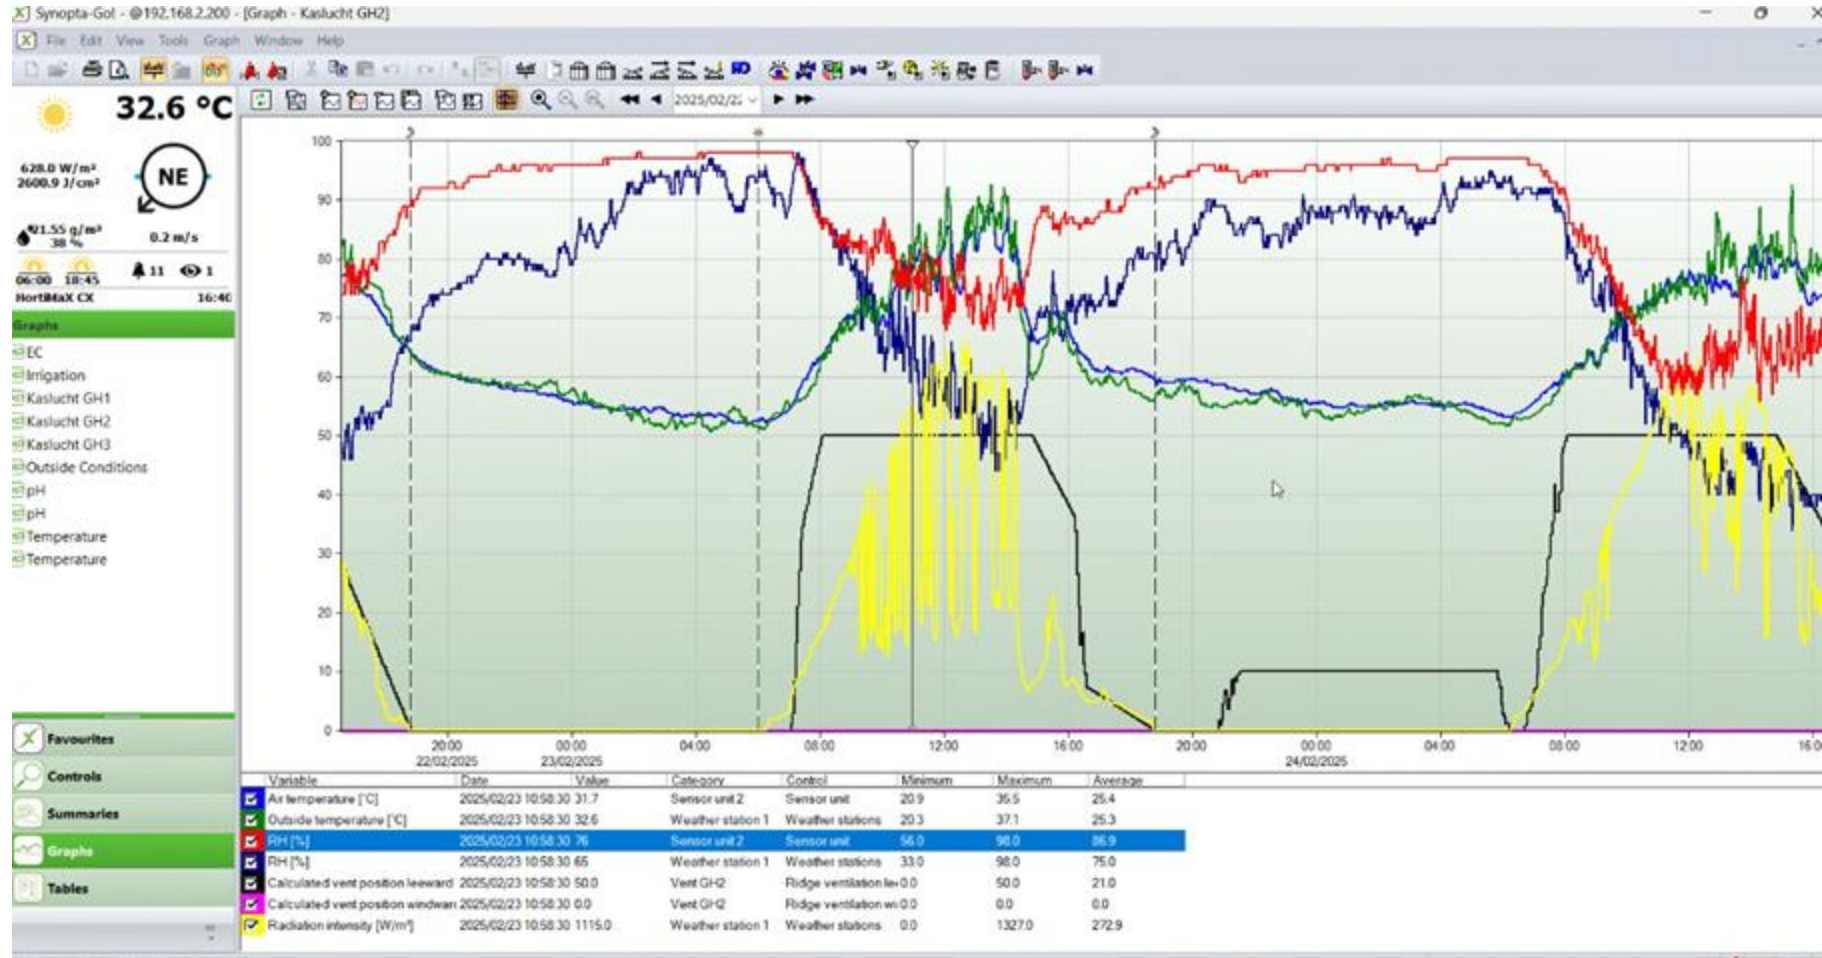 Synopta-Go! - @192.168.2.200 - [Graph - Kaslucht GH2]
File Edit View Tools Graph Window Help
32.6 °C
628.0 W/m²
2600.9 J/cm²
NE
21.55 g/m³
38 %
0.2 m/s
11 1
06:00 18:45
HortiMaX CX 16:40
2025/02/22
Graphs
EC
Irrigation
Kaslucht GH1
Kaslucht GH2
Kaslucht GH3
Outside Conditions
pH
pH
Temperature
Temperature
Favourites
Controls
Summaries
Graphs
Tables
100
90
80
70
60
50
40
30
20
10
0
20:00 00:00 04:00 08:00 12:00 16:00 20:00 00:00 04:00 08:00 12:00
22/02/2025 23/02/2025 24/02/2025
Variable Date Value Category Control Minimum Maximum Average
Air temperature [°C] 2025/02/23 10:58:30 31.7 Sensor unit 2 Sensor unit 20.9 35.5 25.4
Outside temperature [°C] 2025/02/23 10:58:30 32.6 Weather station 1 Weather stations 20.3 37.1 25.3
RH [%] 2025/02/23 10:58:30 76 Sensor unit 2 Sensor unit 56.0 98.0 86.9
RH [%] 2025/02/23 10:58:30 65 Weather station 1 Weather stations 33.0 98.0 75.0
Calculated vent position leeward 2025/02/23 10:58:30 50.0 Vent GH2 Ridge ventilation le 0.0 50.0 21.0
Calculated vent position windwar 2025/02/23 10:58:30 0.0 Vent GH2 Ridge ventilation wi 0.0 0.0 0.0
Radiation intensity [W/m²] 2025/02/23 10:58:30 1115.0 Weather station 1 Weather stations 0.0 1327.0 272.9